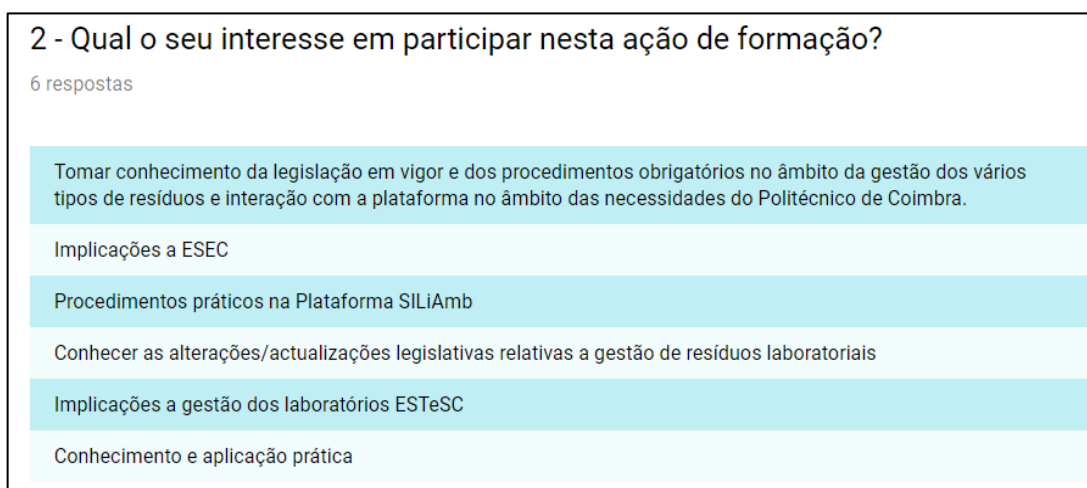 2 - Qual o seu interesse em participar nesta ação de formação?
6 respostas
Tomar conhecimento da legislação em vigor e dos procedimentos obrigatórios no âmbito da gestão dos vários
tipos de resíduos e interação com a plataforma no âmbito das necessidades do Politécnico de Coimbra.
Implicações a ESEC
Procedimentos práticos na Plataforma SILiAmb
Conhecer as alterações/actualizações legislativas relativas a gestão de resíduos laboratoriais
Implicações a gestão dos laboratórios ESTeSC
Conhecimento e aplicação prática